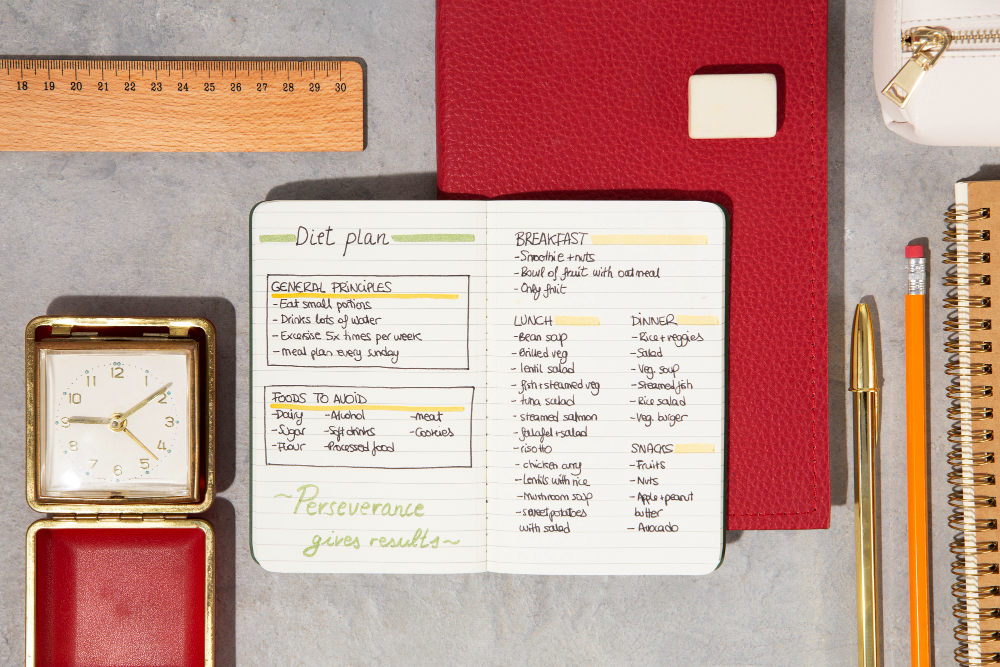 18 19 20 21 22 23 24 25 26 27 28 29 30
12
11 1
10 2
9
8 4
7 5
6
Diet plan
GENERAL PRINCIPLES
-Eat small portions
-Drinks lots of water
-Excersise 5x times per week
-meal plan every sunday
FOODS TO AVOID
-Dairy -Alcohol -meat
-Sugar -Soft drinks -Cookies
-Flour -Processed food
~Perseverance
gives results~
BREAKFAST
-Smoothie + nuts
-Bowl of fruit with oatmeal
-Only fruit
LUNCH
-Bean soup
-Grilled veg
-lentil salad
-fish+steamed veg
-tuna salad
-steamed salmon
-falafel+salad
-risotto
-chicken curry
-Lentils with rice
-Mushroom soup
-sweet potatoes
with salad
DINNER
-Rice+veggies
-Salad
-Veg. soup
-Steamed fish
-Rice salad
-Veg. burger
SNACKS
-Fruits
-Nuts
-Apple+peanut
butter
-Avocado